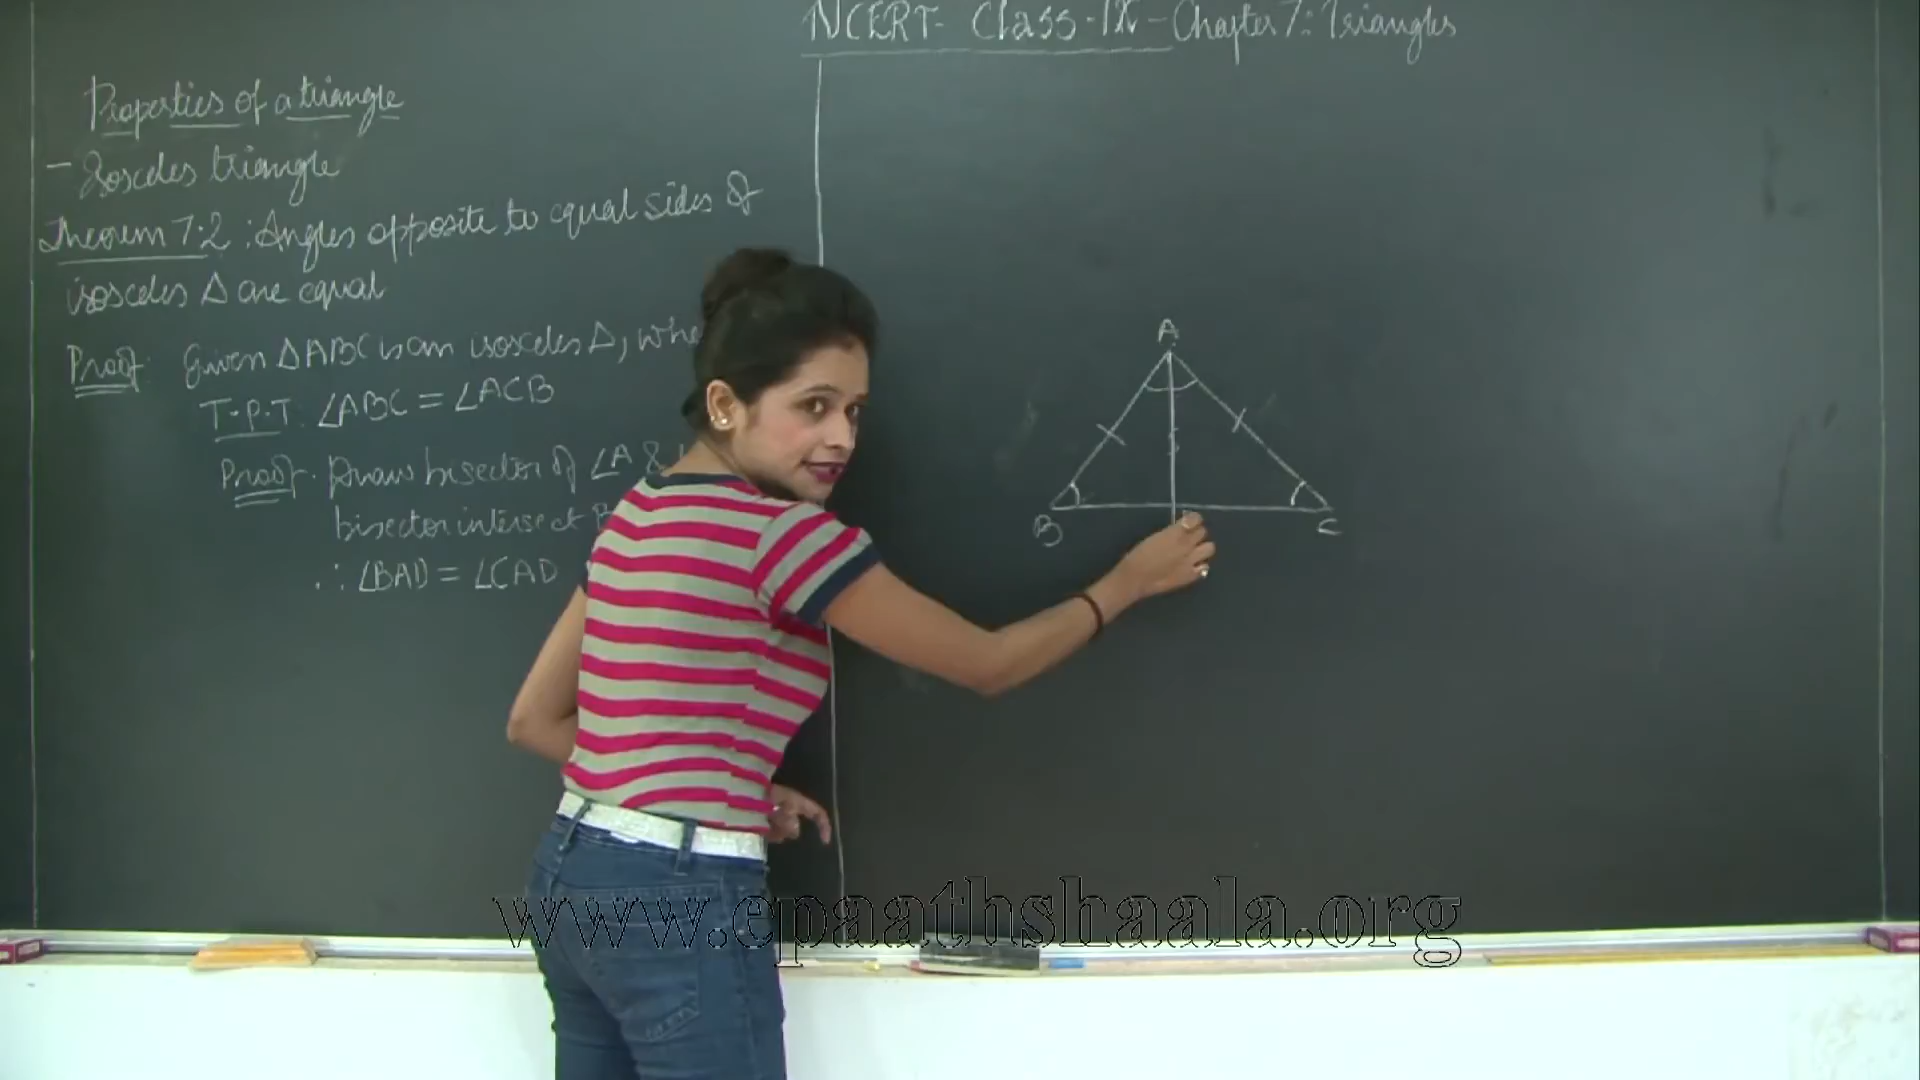 NCERT- Class-IX - Chapter 7: Triangles
Properties of a triangle
- Isosceles triangle
Theorem 7.2 : Angles opposite to equal sides of
isosceles Δ are equal
Proof: Given ΔABC is an isosceles Δ,
T.P.T. ∠ABC = ∠ACB
Proof. Draw bisector of ∠A &
bisector intersect
∴ ∠BAD = ∠CAD
A
B
C
www.epaathshaala.org